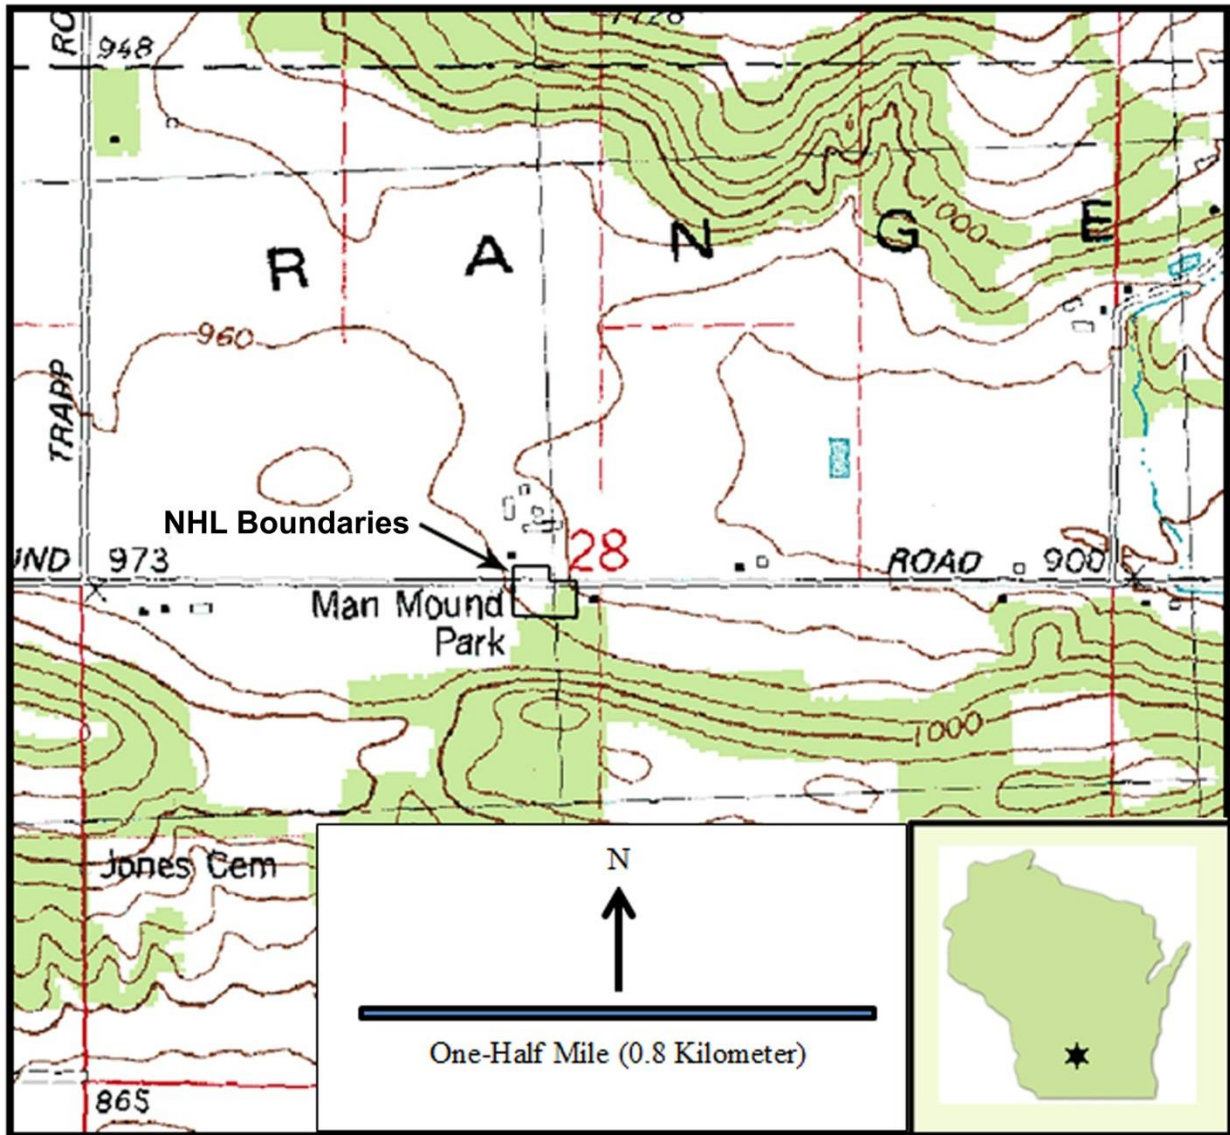 RO
948
1000
R A N G E
960
TRAPP
NHL Boundaries
28
UND 973
ROAD 900
Man Mound
Park
1000
Jones Cem
N
One-Half Mile (0.8 Kilometer)
865